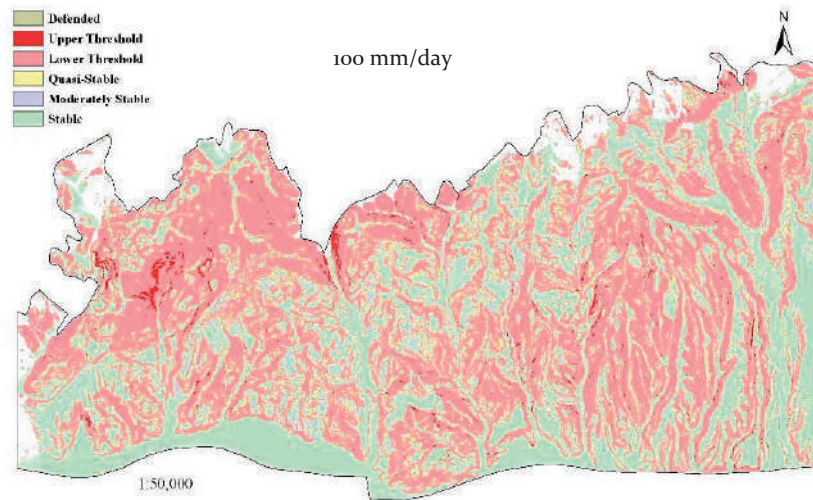 Defended
Upper Threshold
Lower Threshold
Quasi-Stable
Moderately Stable
Stable
100 mm/day
N
1:50,000